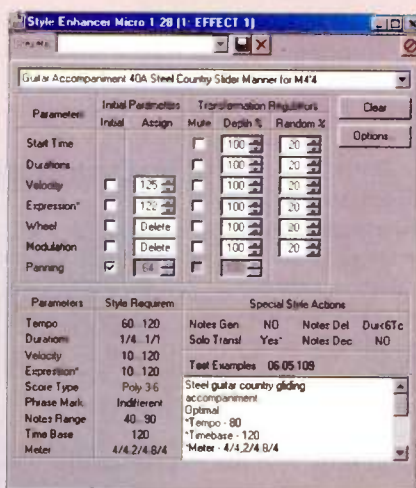 Style Enhancer Micro 1.28 (1: EFFECT 1)
Guitar Accompaniment 40A Steel Country Slider Manner for M4*4
Parameters Initial Parameters Transformation Regulators Clear
Initial Assign Mute Depth % Random % Options...
Start Time 100 20
Durations 100 20
Velocity 125 100 20
Expression* 100 20
Wheel Delete 100 20
Modulation Delete 100 20
Panning 64
Parameters Style Requirem Special Style Actions
Tempo 60..120 Notes Gen NO Notes Del Dur<6Tc
Durations 1/4..1/1 Solo Transf Yes* Notes Dec NO
Velocity 10..120
Expression* 10..120 Test Examples 06.05.109
Score Type Poly 3-6 Steel guitar country gliding
Phrase Mark. Indifferent accompaniment
Notes Range 40..90 Optimal
Time Base 120 *Tempo - 80
Meter 4/4,2/4,8/4 *Timebase - 120
*Meter - 4/4,2/4,8/4